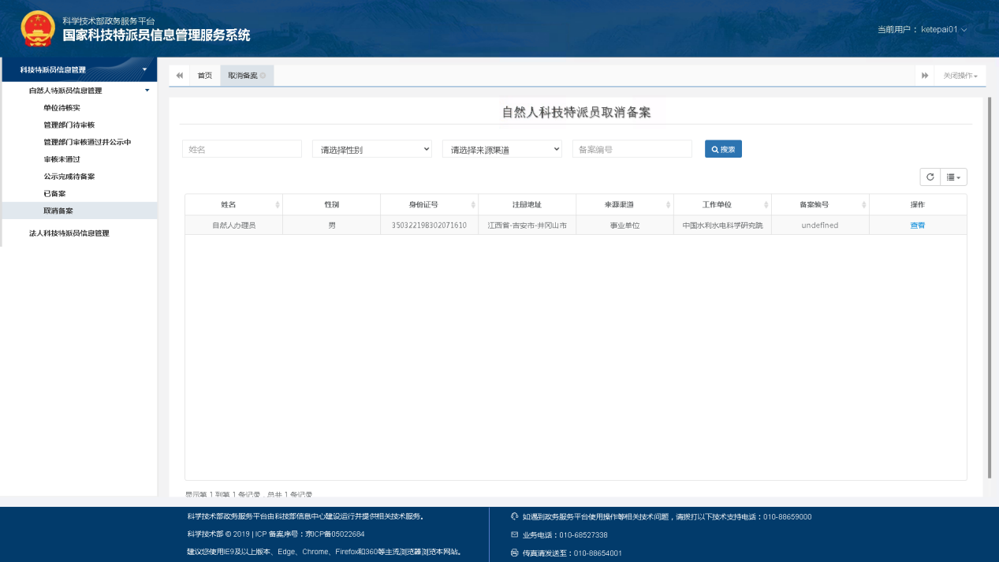 科学技术部政务服务平台
国家科技特派员信息管理服务系统
当前用户： ketepai01
科技特派员信息管理
自然人特派员信息管理
单位待核实
管理部门待审核
管理部门审核通过并公示中
审核未通过
公示完成待备案
已备案
取消备案
法人科技特派员信息管理
首页 取消备案 关闭操作
自然人科技特派员取消备案
姓名 请选择性别 请选择来源渠道 备案编号 搜索
姓名 性别 身份证号 注册地址 来源渠道 工作单位 备案编号 操作
自然人办理员 男 350322198302071610 江西省-吉安市-井冈山市 事业单位 中国水利水电科学研究院 undefined 查看
显示第 1 到第 1 条记录，总共 1 条记录
科学技术部政务服务平台由科技部信息中心建设运行并提供相关技术服务。
科学技术部 © 2019 | ICP 备案序号：京ICP备05022684
建议您使用IE9及以上版本、Edge、Chrome、Firefox和360等主流浏览器浏览本网站。
如遇到政务服务平台使用操作等相关技术问题，请拨打以下技术支持电话：010-88659000
业务电话：010-68527338
传真请发送至：010-88654001